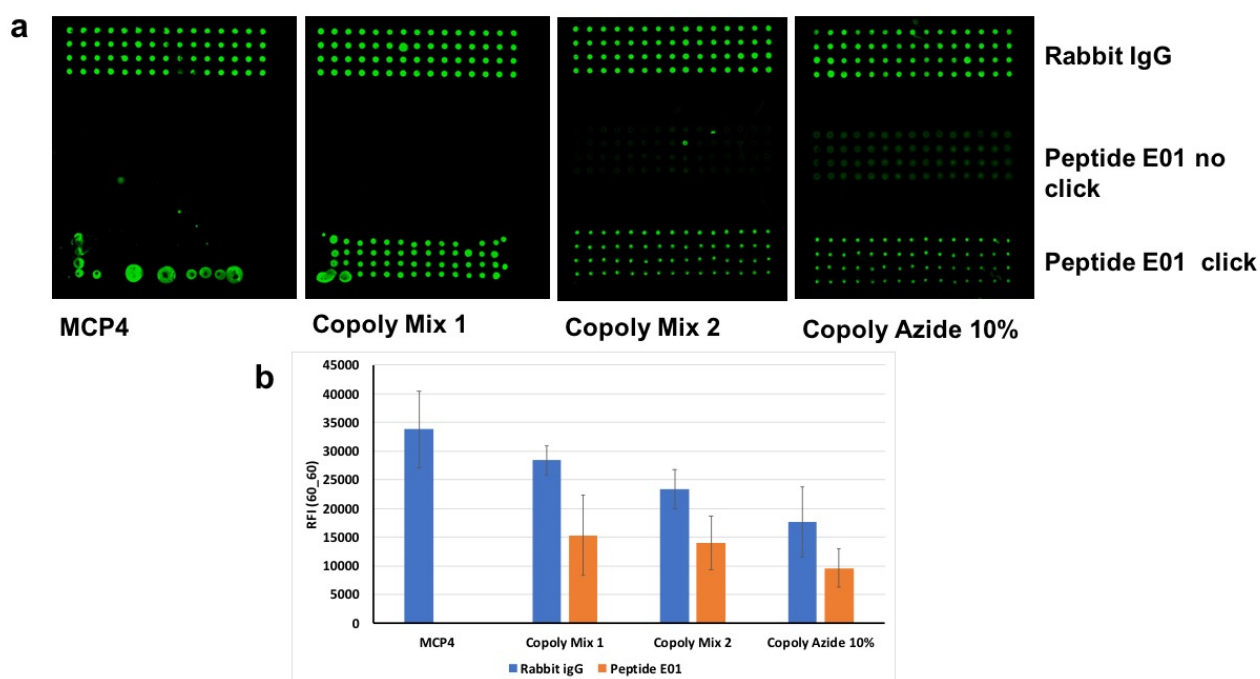 a
Rabbit IgG
Peptide E01 no
click
Peptide E01 click
MCP4
Copoly Mix 1
Copoly Mix 2
Copoly Azide 10%
b
45000
40000
35000
30000
25000
20000
15000
10000
5000
0
RFI (60_60)
MCP4
Copoly Mix 1
Copoly Mix 2
Copoly Azide 10%
Rabbit igG
Peptide E01